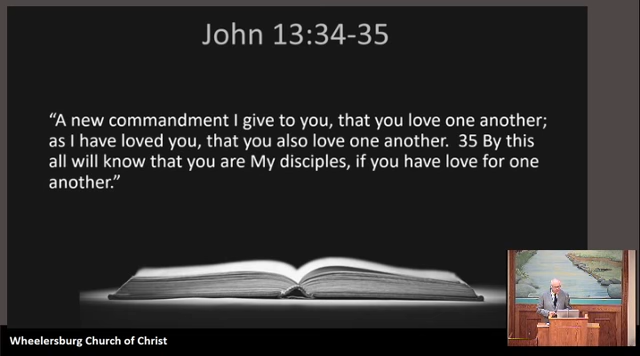 John 13:34-35
“A new commandment I give to you, that you love one another;
as I have loved you, that you also love one another.  35 By this
all will know that you are My disciples, if you have love for one
another.”
Wheelersburg Church of Christ